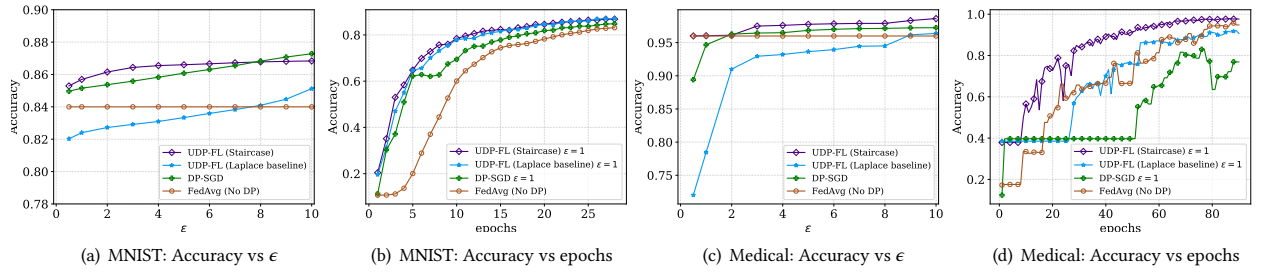 0.90
0.88
0.86
0.84
0.82
0.80
0.78
Accuracy
UDP-FL (Staircase)
UDP-FL (Laplace baseline)
DP-SGD
FedAvg (No DP)
0 2 4 6 8 10
ε
(a) MNIST: Accuracy vs ϵ
0.8
0.6
0.4
0.2
Accuracy
UDP-FL (Staircase) ε = 1
UDP-FL (Laplace baseline) ε = 1
DP-SGD ε = 1
FedAvg (No DP)
0 5 10 15 20 25
epochs
(b) MNIST: Accuracy vs epochs
0.95
0.90
0.85
0.80
0.75
Accuracy
UDP-FL (Staircase)
UDP-FL (Laplace baseline)
DP-SGD
FedAvg (No DP)
0 2 4 6 8 10
ε
(c) Medical: Accuracy vs ϵ
1.0
0.8
0.6
0.4
0.2
Accuracy
UDP-FL (Staircase) ε = 1
UDP-FL (Laplace baseline) ε = 1
DP-SGD ε = 1
FedAvg (No DP)
0 20 40 60 80
epochs
(d) Medical: Accuracy vs epochs